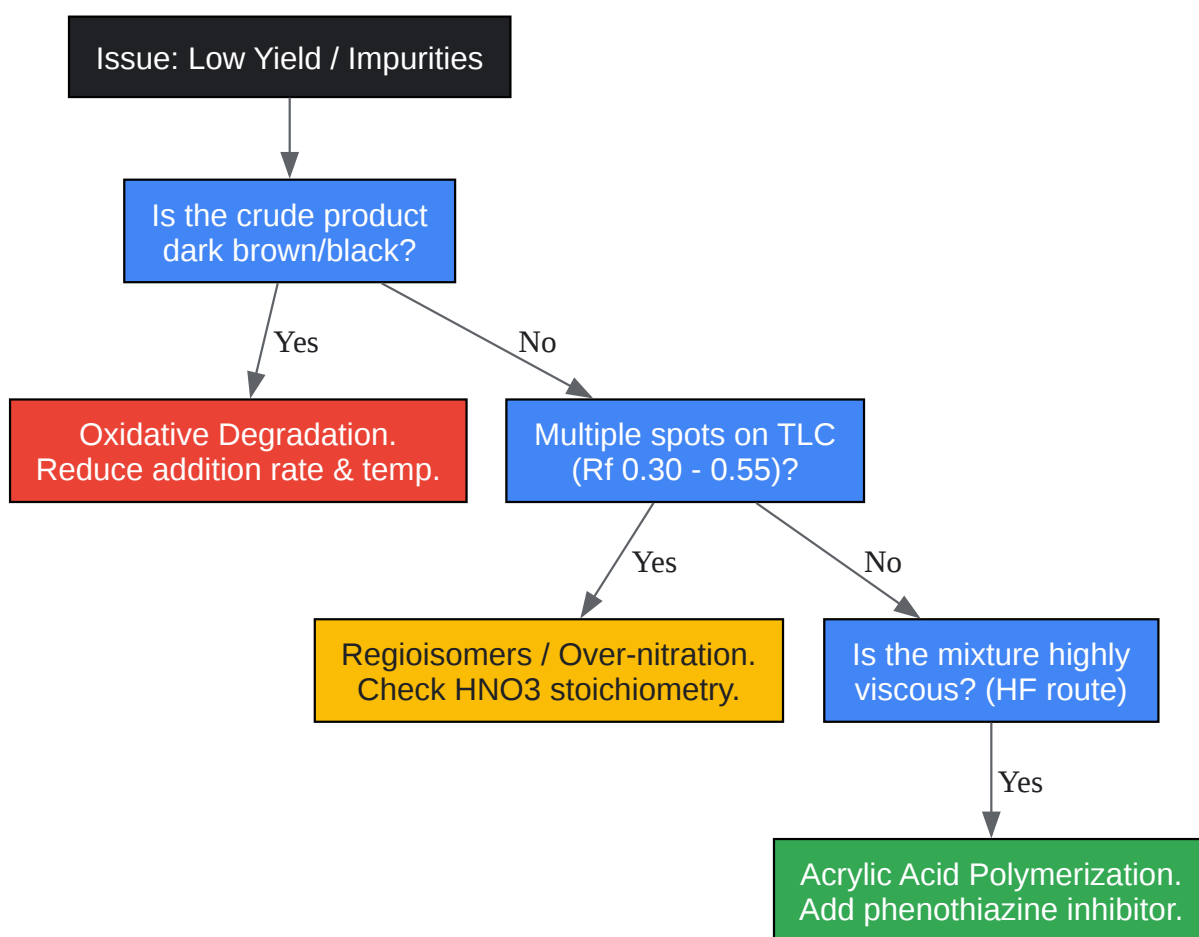 Issue: Low Yield / Impurities
Is the crude product
dark brown/black?
Yes
No
Oxidative Degradation.
Reduce addition rate & temp.
Multiple spots on TLC
(Rf 0.30 - 0.55)?
Yes
No
Regioisomers / Over-nitration.
Check HNO3 stoichiometry.
Is the mixture highly
viscous? (HF route)
Yes
Acrylic Acid Polymerization.
Add phenothiazine inhibitor.